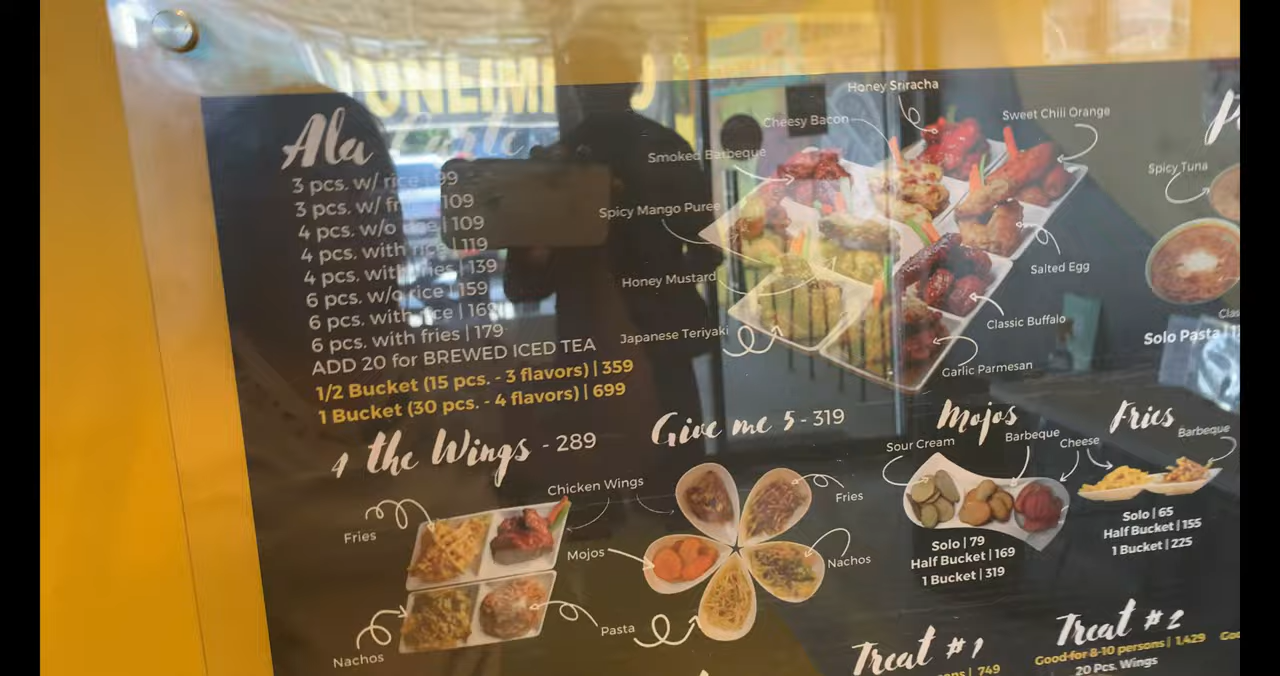 Ala Carte
3 pcs. w/ rice 99
3 pcs. w/ fr 109
4 pcs. w/o rice | 109
4 pcs. with rice | 119
4 pcs. with fries | 139
6 pcs. w/o rice | 159
6 pcs. with rice | 169
6 pcs. with fries | 179
ADD 20 for BREWED ICED TEA
1/2 Bucket (15 pcs. - 3 flavors) | 359
1 Bucket (30 pcs. - 4 flavors) | 699
Honey Sriracha
Cheesy Bacon
Sweet Chili Orange
Smoked Barbeque
Spicy Mango Puree
Honey Mustard
Salted Egg
Japanese Teriyaki
Classic Buffalo
Garlic Parmesan
Spicy Tuna
Solo Pasta
4 the Wings - 289
Chicken Wings
Fries
Nachos
Pasta
Give me 5 - 319
Fries
Mojos
Nachos
Mojos
Sour Cream
Barbeque
Cheese
Solo | 79
Half Bucket | 169
1 Bucket | 319
Fries
Barbeque
Solo | 65
Half Bucket | 155
1 Bucket | 225
Treat #1
749
Treat #2
Good for 8-10 persons | 1,429
20 Pcs. Wings